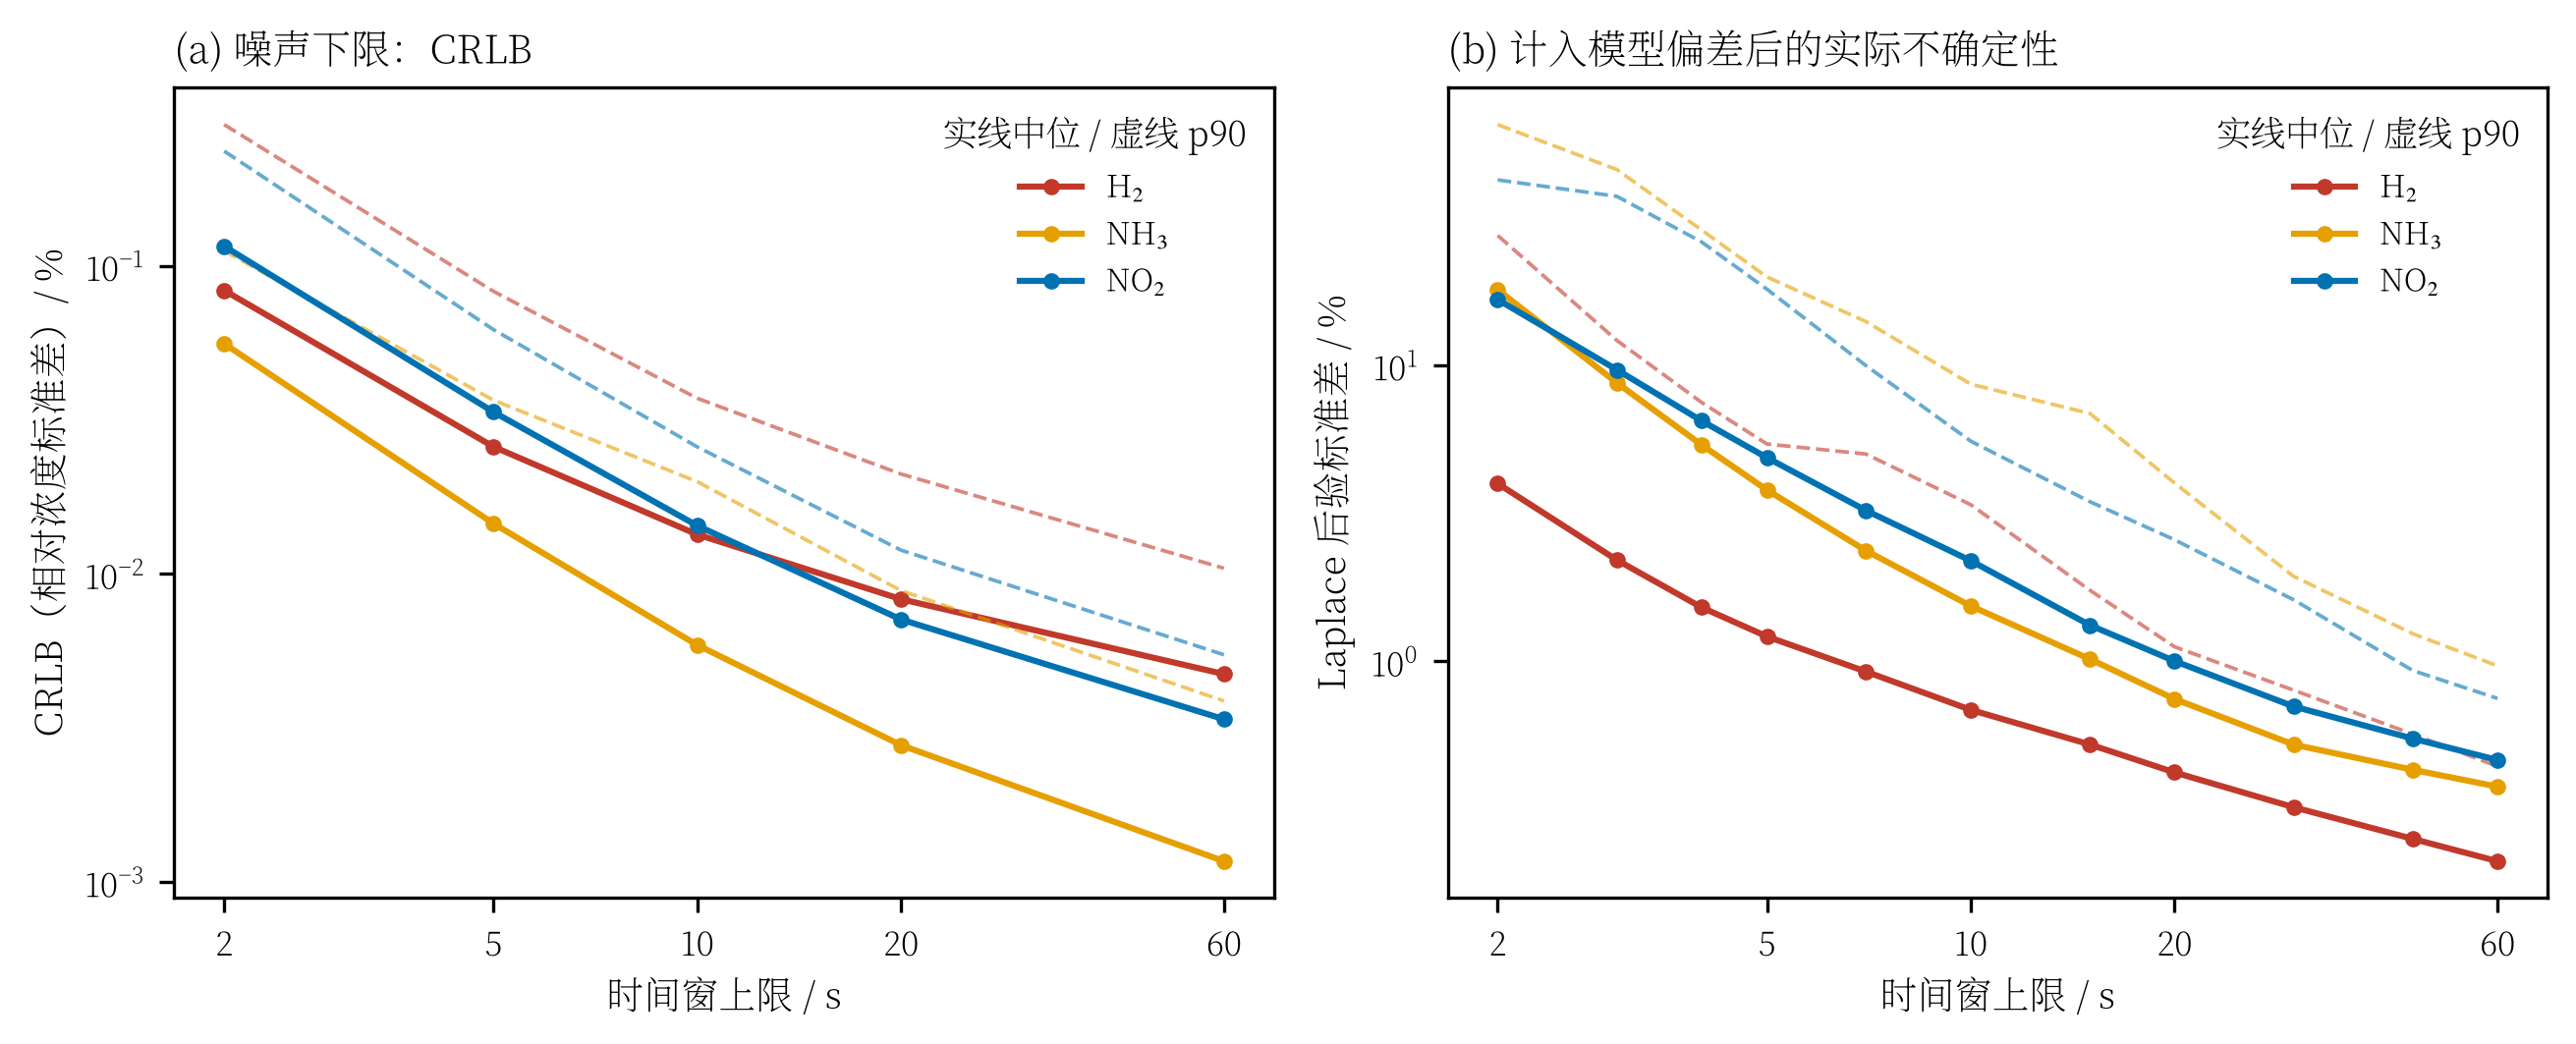 (a) 噪声下限：CRLB
CRLB（相对浓度标准差）/ %
10⁻¹
10⁻²
10⁻³
实线中位 / 虚线 p90
H₂
NH₃
NO₂
2 5 10 20 60
时间窗上限 / s
(b) 计入模型偏差后的实际不确定性
Laplace 后验标准差 / %
10¹
10⁰
实线中位 / 虚线 p90
H₂
NH₃
NO₂
2 5 10 20 60
时间窗上限 / s